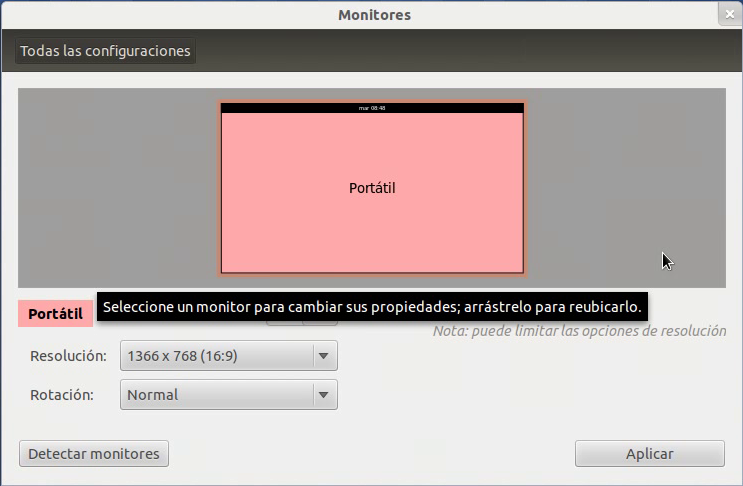 Monitores
Todas las configuraciones
mar 08:48
Portátil
Portátil
Seleccione un monitor para cambiar sus propiedades; arrástrelo para reubicarlo.
Nota: puede limitar las opciones de resolución
Resolución:
1366 x 768 (16:9)
Rotación:
Normal
Detectar monitores
Aplicar